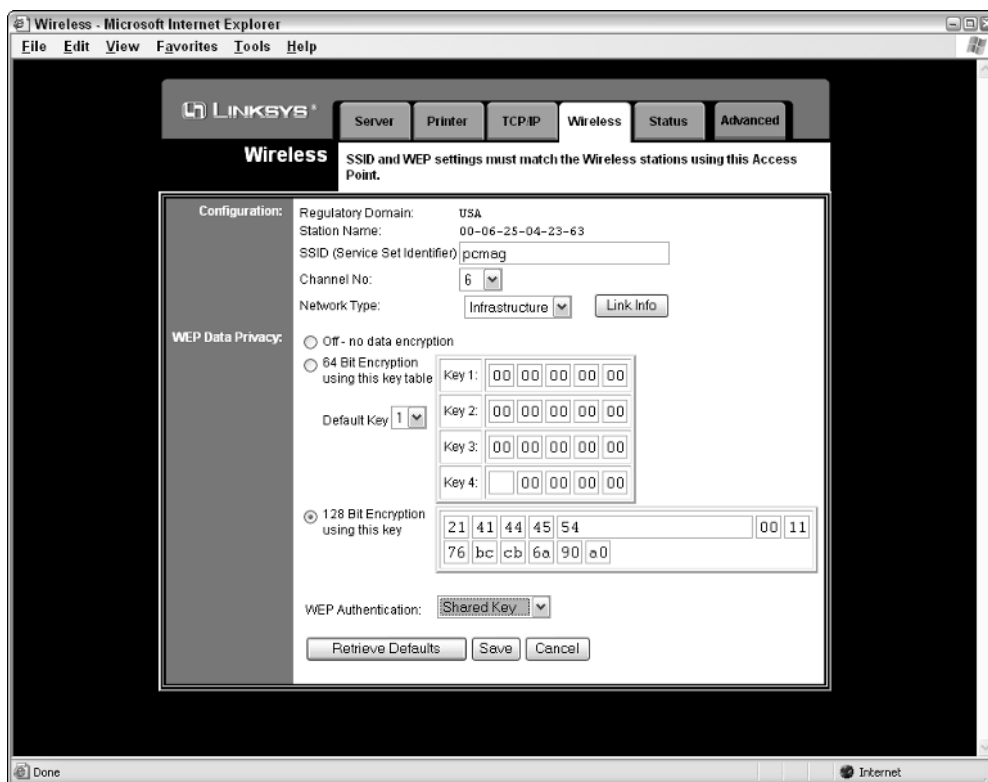 Wireless - Microsoft Internet Explorer
File Edit View Favorites Tools Help
LINKSYS®
Server Printer TCP/IP Wireless Status Advanced
Wireless
SSID and WEP settings must match the Wireless stations using this Access
Point.
Configuration:
Regulatory Domain: USA
Station Name: 00-06-25-04-23-63
SSID (Service Set Identifier) pcmag
Channel No: 6
Network Type: Infrastructure Link Info
WEP Data Privacy:
Off - no data encryption
64 Bit Encryption
using this key table
Default Key 1
Key 1: 00 00 00 00 00
Key 2: 00 00 00 00 00
Key 3: 00 00 00 00 00
Key 4: 00 00 00 00
128 Bit Encryption
using this key
21 41 44 45 54 00 11
76 bc cb 6a 90 a0
WEP Authentication: Shared Key
Retrieve Defaults Save Cancel
Done Internet